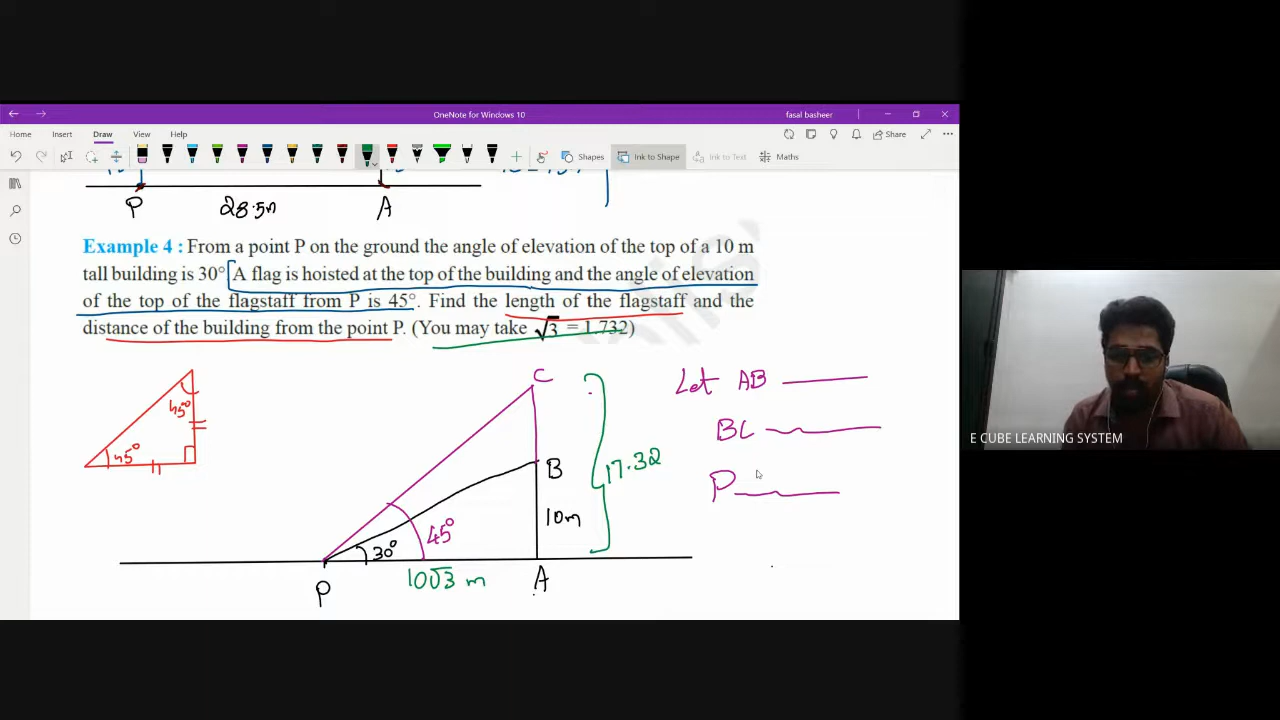 OneNote for Windows 10
fasal basheer
Home Insert Draw View Help
Share
Shapes
Ink to Shape
Ink to Text
Maths
P 28.5m A
Example 4 : From a point P on the ground the angle of elevation of the top of a 10 m
tall building is 30° A flag is hoisted at the top of the building and the angle of elevation
of the top of the flagstaff from P is 45°. Find the length of the flagstaff and the
distance of the building from the point P. (You may take √3 = 1.732)
C
Let AB
45°
BC
E CUBE LEARNING SYSTEM
45°
B
17.32
P
10m
45°
30°
10√3 m
P
A